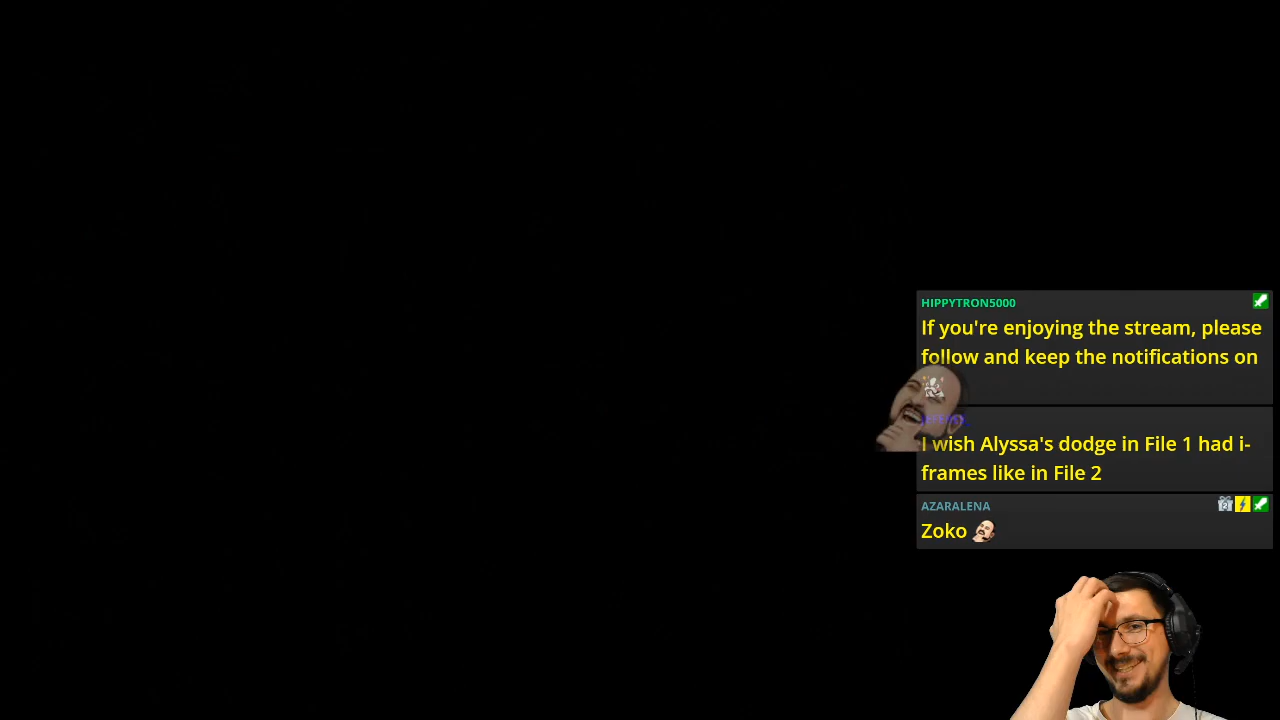 HIPPYTRON5000
If you're enjoying the stream, please
follow and keep the notifications on
I wish Alyssa's dodge in File 1 had i-
frames like in File 2
AZARALENA
Zoko